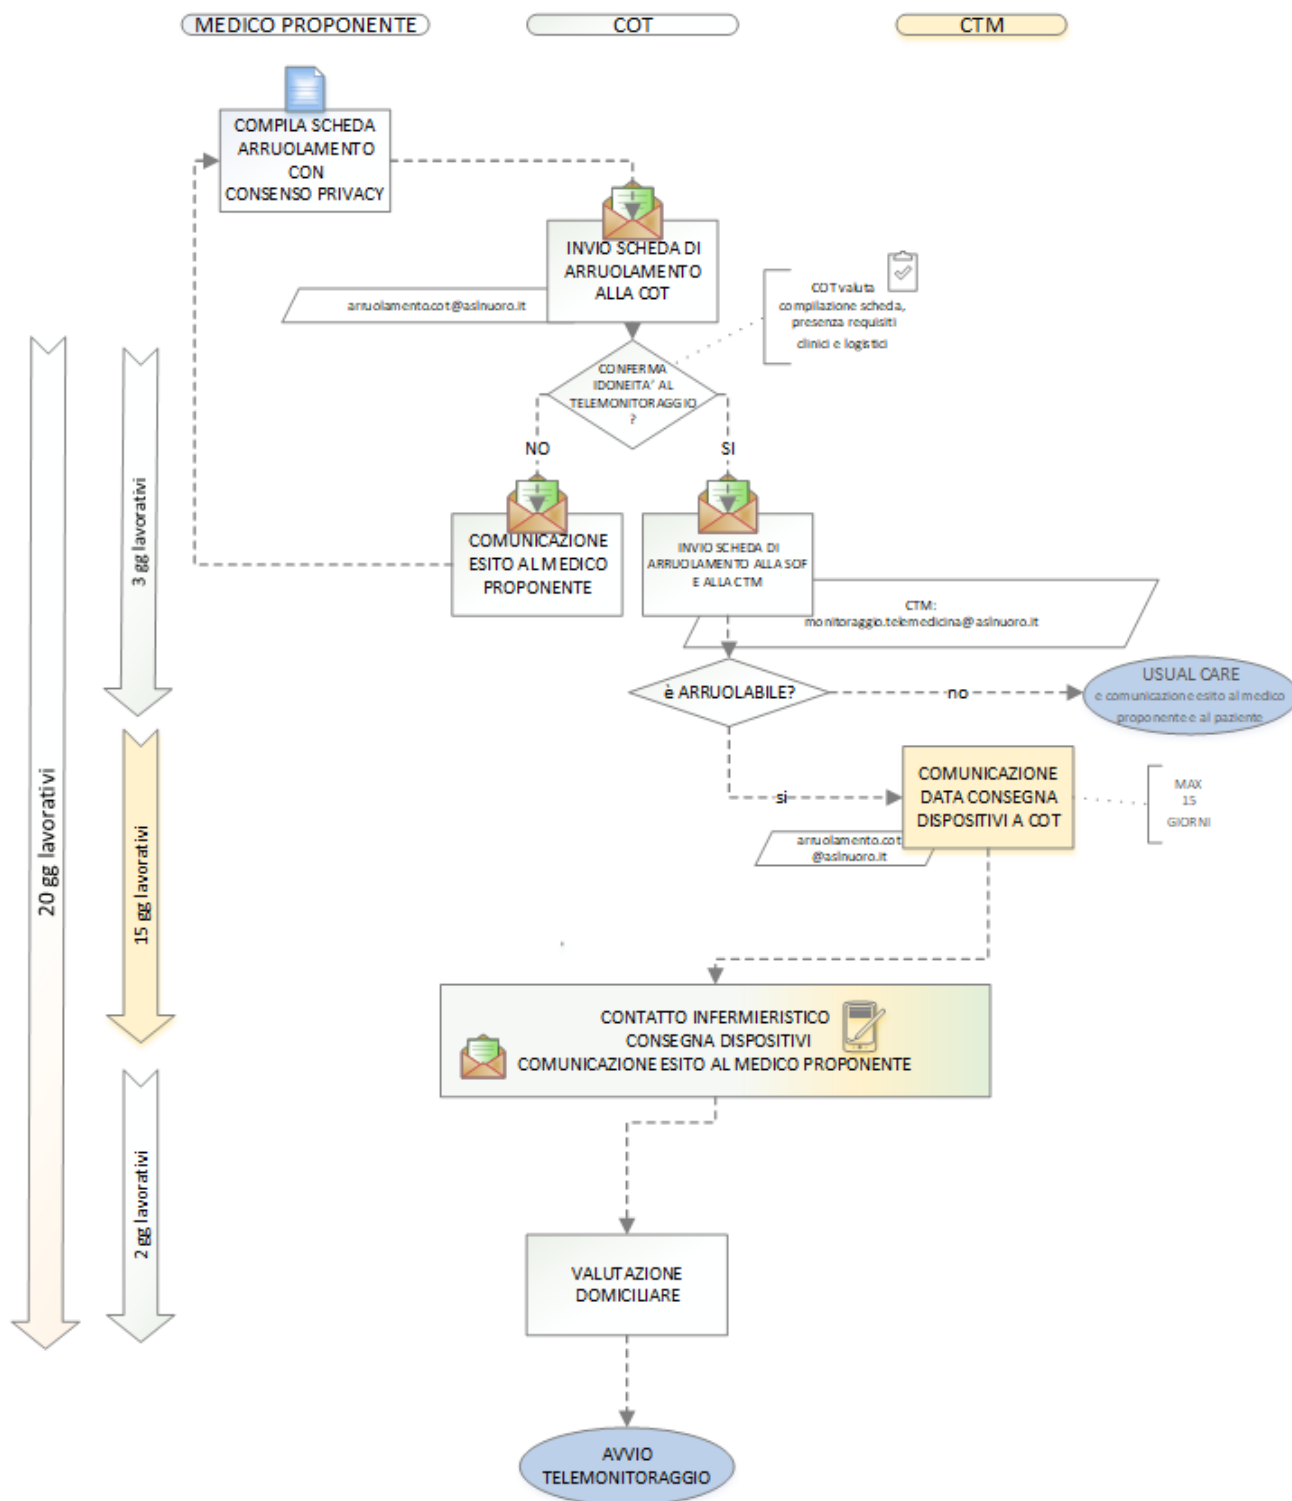 MEDICO PROPONENTE
COT
CTM
COMPILA SCHEDA
ARRUOLAMENTO
CON
CONSENSO PRIVACY
INVIO SCHEDA DI
ARRUOLAMENTO
ALLA COT
arruolamento.cot@aslnuoro.it
COT valuta
compilazione scheda,
presenza requisiti
clinici e logistici
CONFERMA
IDONEITA' AL
TELEMONITORAGGIO
?
NO
SI
COMUNICAZIONE
ESITO AL MEDICO
PROPONENTE
INVIO SCHEDA DI
ARRUOLAMENTO ALLA SOF
E ALLA CTM
CTM:
monitoraggio.telemedicina@aslnuoro.it
è ARRUOLABILE?
no
USUAL CARE
e comunicazione esito al medico
proponente e al paziente
si
COMUNICAZIONE
DATA CONSEGNA
DISPOSITIVI A COT
MAX
15
GIORNI
arruolamento.cot
@aslnuoro.it
CONTATTO INFERMIERISTICO
CONSEGNA DISPOSITIVI
COMUNICAZIONE ESITO AL MEDICO PROPONENTE
VALUTAZIONE
DOMICILIARE
AVVIO
TELEMONITORAGGIO
20 gg lavorativi
3 gg lavorativi
15 gg lavorativi
2 gg lavorativi